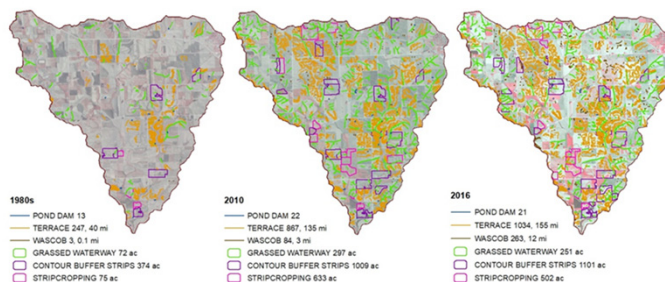 1980s
POND DAM 13
TERRACE 247, 40 mi
WASCOB 3, 0.1 mi
GRASSED WATERWAY 72 ac
CONTOUR BUFFER STRIPS 374 ac
STRIPCROPPING 75 ac
2010
POND DAM 22
TERRACE 867, 135 mi
WASCOB 84, 3 mi
GRASSED WATERWAY 297 ac
CONTOUR BUFFER STRIPS 1009 ac
STRIPCROPPING 633 ac
2016
POND DAM 21
TERRACE 1034, 155 mi
WASCOB 263, 12 mi
GRASSED WATERWAY 251 ac
CONTOUR BUFFER STRIPS 1101 ac
STRIPCROPPING 502 ac